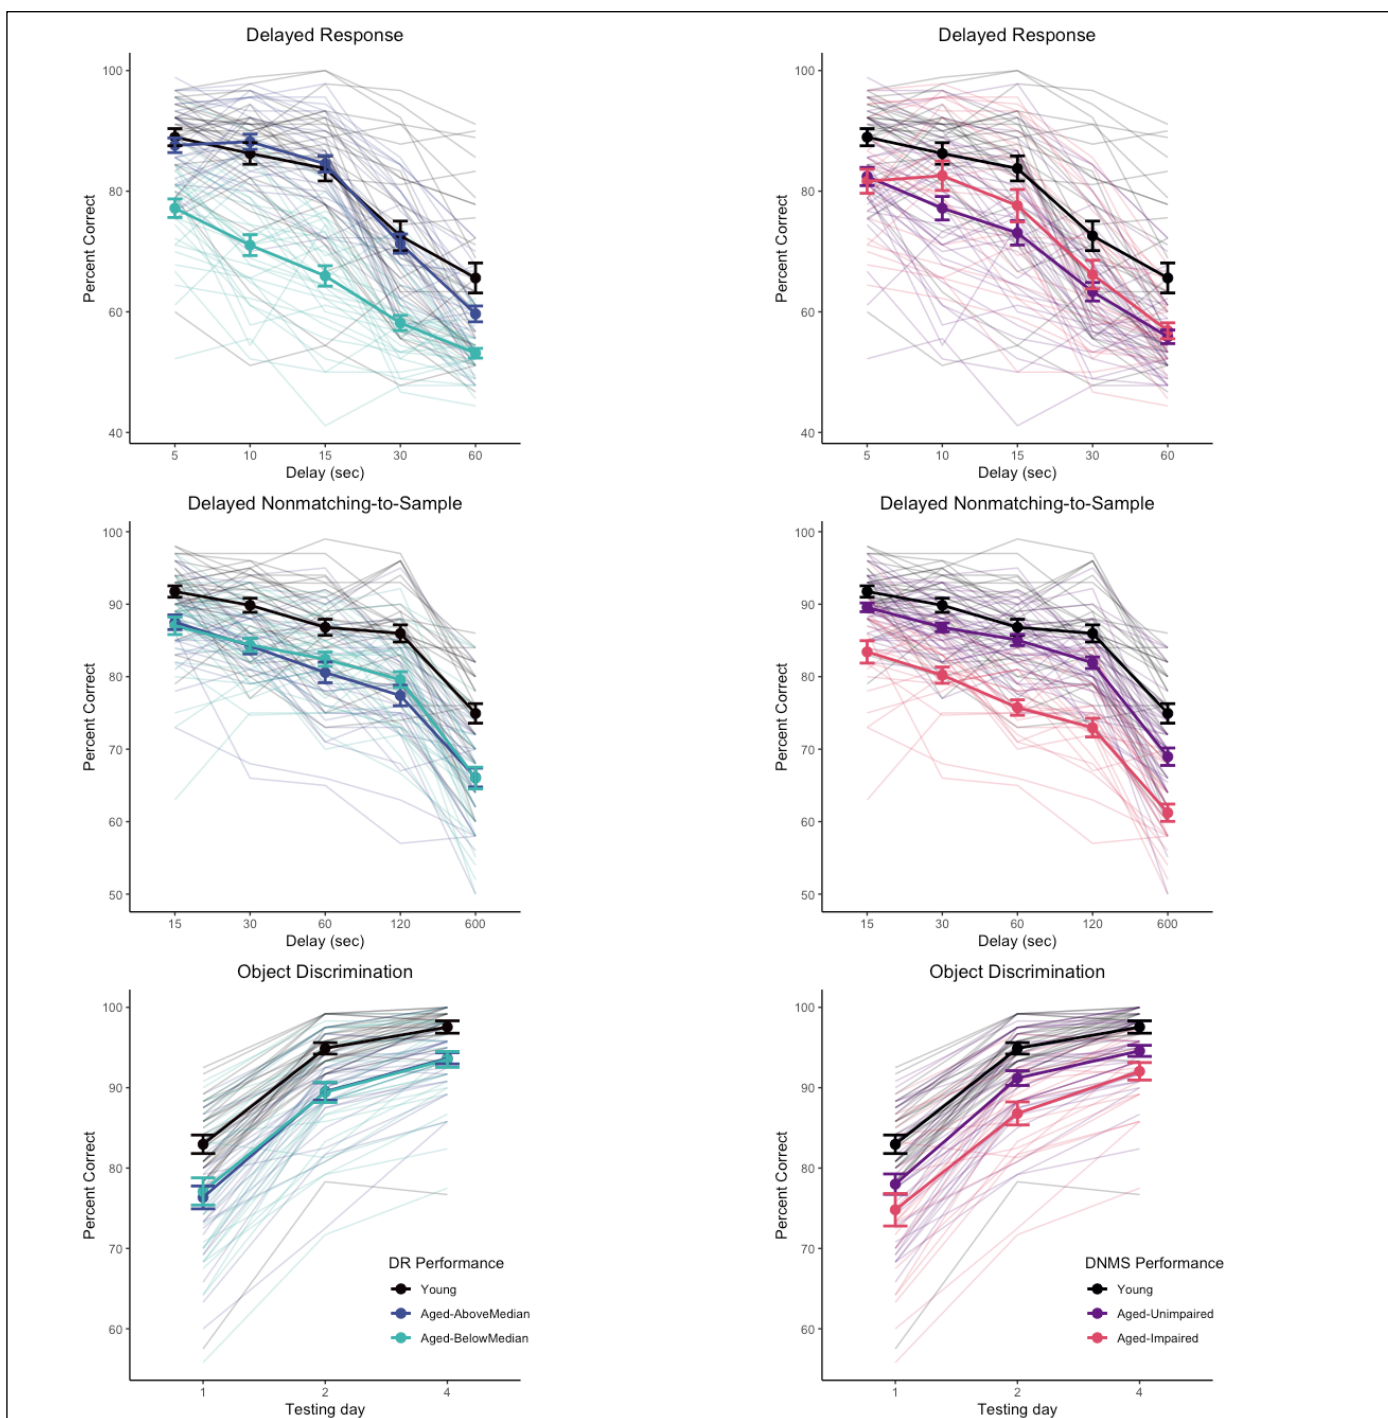 Delayed Response
Percent Correct
100
80
60
40
5 10 15 30 60
Delay (sec)
Delayed Response
Percent Correct
100
80
60
40
5 10 15 30 60
Delay (sec)
Delayed Nonmatching-to-Sample
Percent Correct
100
90
80
70
60
50
15 30 60 120 600
Delay (sec)
Delayed Nonmatching-to-Sample
Percent Correct
100
90
80
70
60
50
15 30 60 120 600
Delay (sec)
Object Discrimination
Percent Correct
100
90
80
70
60
1 2 4
Testing day
DR Performance
Young
Aged-AboveMedian
Aged-BelowMedian
Object Discrimination
Percent Correct
100
90
80
70
60
1 2 4
Testing day
DNMS Performance
Young
Aged-Unimpaired
Aged-Impaired